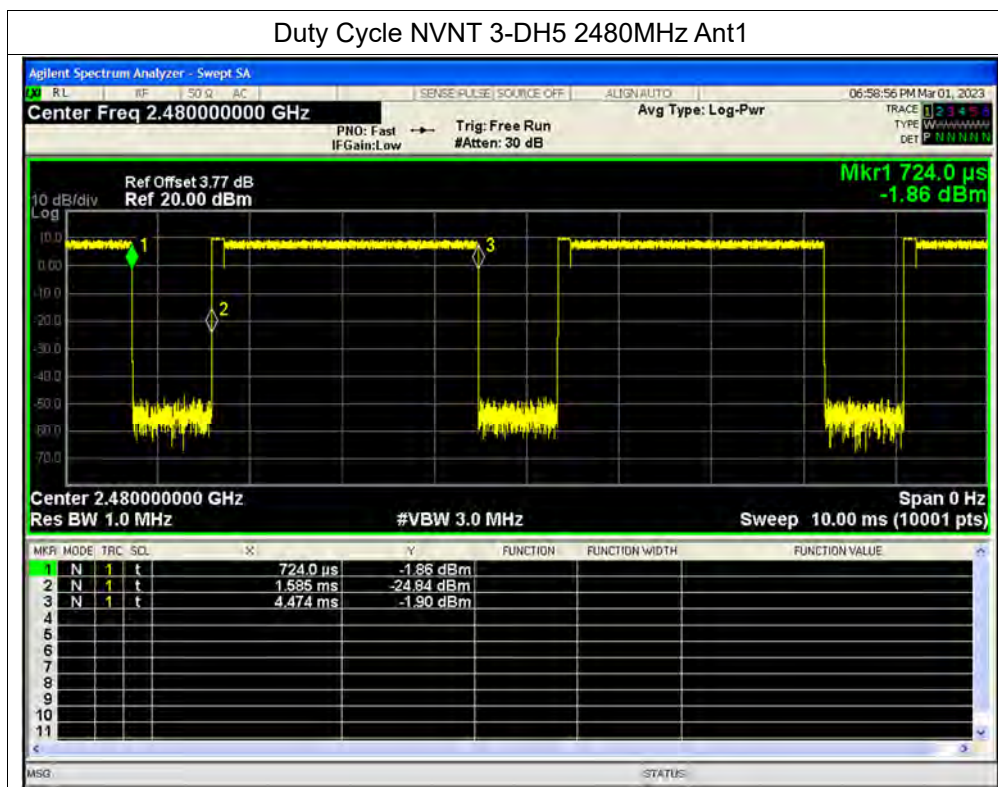 Duty Cycle NVNT 3-DH5 2480MHz Ant1
Agilent Spectrum Analyzer - Swept SA
RL RF 50 Ω AC SENSE:PULSE SOURCE OFF ALIGNAUTO 06:58:56 PM Mar 01, 2023
Center Freq 2.480000000 GHz Avg Type: Log-Pwr TRACE 1 2 3 4 5 6
PNO: Fast Trig: Free Run TYPE W
IFGain:Low #Atten: 30 dB DET P N N N N N
Mkr1 724.0 µs
-1.86 dBm
Ref Offset 3.77 dB
10 dB/div Ref 20.00 dBm
Log
10.0
0.00
-10.0
-20.0
-30.0
-40.0
-50.0
-60.0
-70.0
1
2
3
Center 2.480000000 GHz Span 0 Hz
Res BW 1.0 MHz #VBW 3.0 MHz Sweep 10.00 ms (10001 pts)
MKR MODE TRC SCL X Y FUNCTION FUNCTION WIDTH FUNCTION VALUE
1 N 1 t 724.0 µs -1.86 dBm
2 N 1 t 1.585 ms -24.84 dBm
3 N 1 t 4.474 ms -1.90 dBm
4
5
6
7
8
9
10
11
MSG STATUS